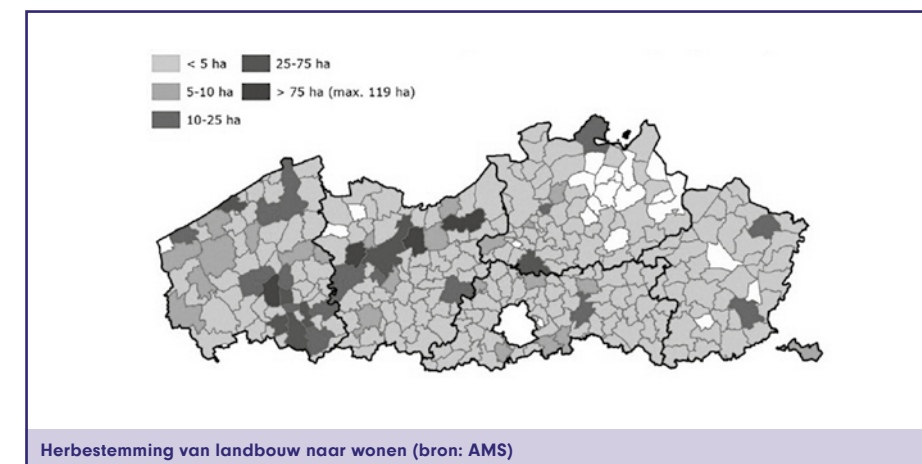 < 5 ha
25-75 ha
5-10 ha
> 75 ha (max. 119 ha)
10-25 ha
Herbestemming van landbouw naar wonen (bron: AMS)